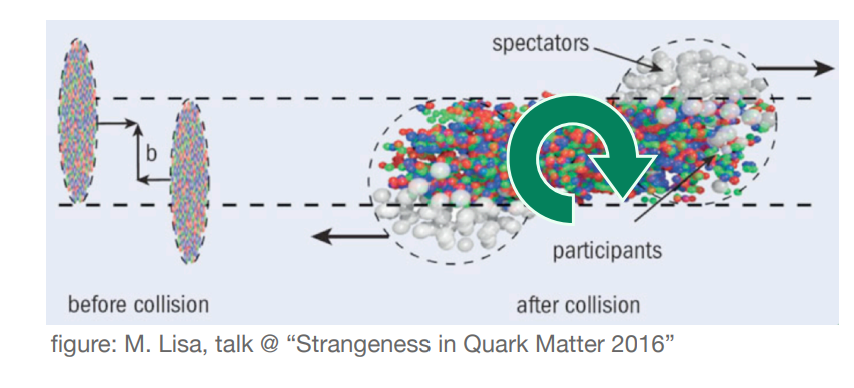 spectators
b
participants
before collision
after collision
figure: M. Lisa, talk @ “Strangeness in Quark Matter 2016”